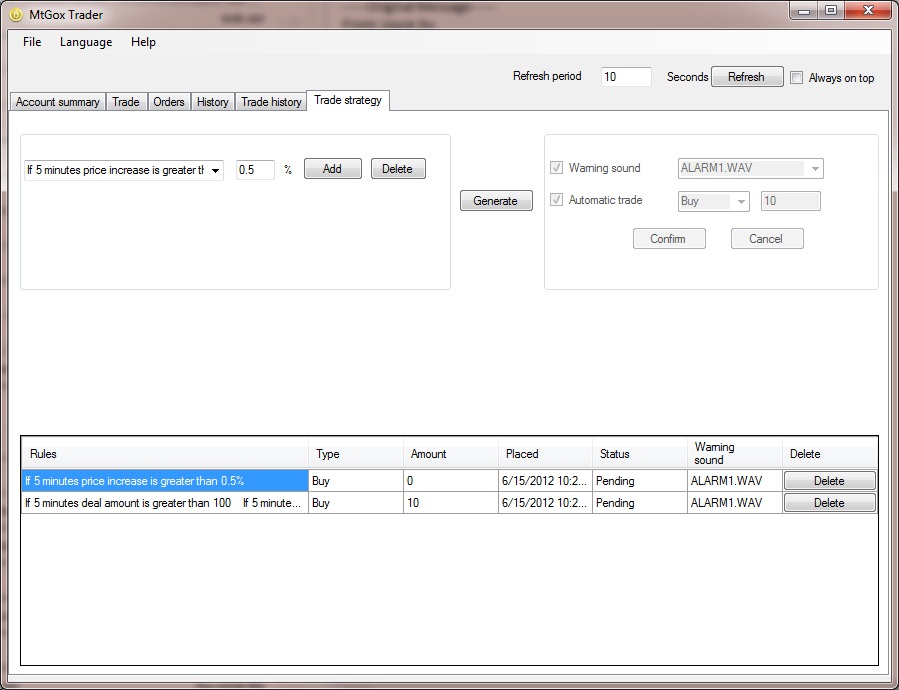 MtGox Trader
File Language Help
Refresh period 10 Seconds Refresh Always on top
Account summary Trade Orders History Trade history Trade strategy
If 5 minutes price increase is greater th 0.5 % Add Delete
Generate
Warning sound ALARM1.WAV
Automatic trade Buy 10
Confirm Cancel
Rules Type Amount Placed Status Warning sound Delete
If 5 minutes price increase is greater than 0.5% Buy 0 6/15/2012 10:2... Pending ALARM1.WAV Delete
If 5 minutes deal amount is greater than 100 If 5 minute... Buy 10 6/15/2012 10:2... Pending ALARM1.WAV Delete